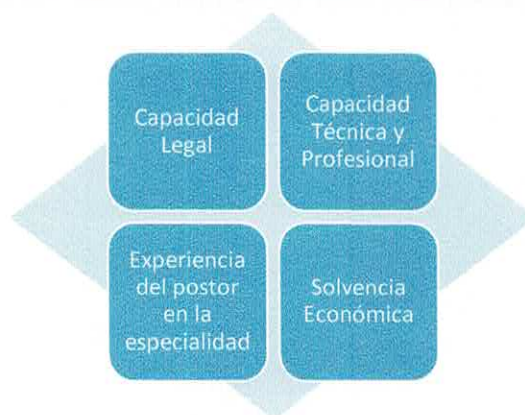 Capacidad
Legal
Capacidad
Técnica y
Profesional
Experiencia
del postor
en la
especialidad
Solvencia
Económica